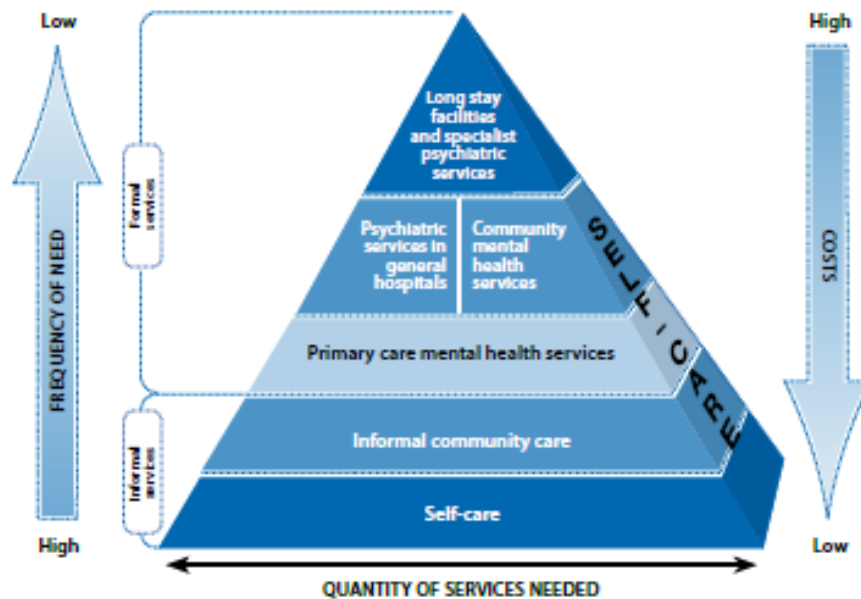 Low
High
Long stay
facilities
and specialist
psychiatric
services
Formal
services
Psychiatric
services in
general
hospitals
Community
mental
health
services
SELF-CARE
FREQUENCY OF NEED
COSTS
Primary care mental health services
Informal
services
Informal community care
Self-care
High
Low
QUANTITY OF SERVICES NEEDED